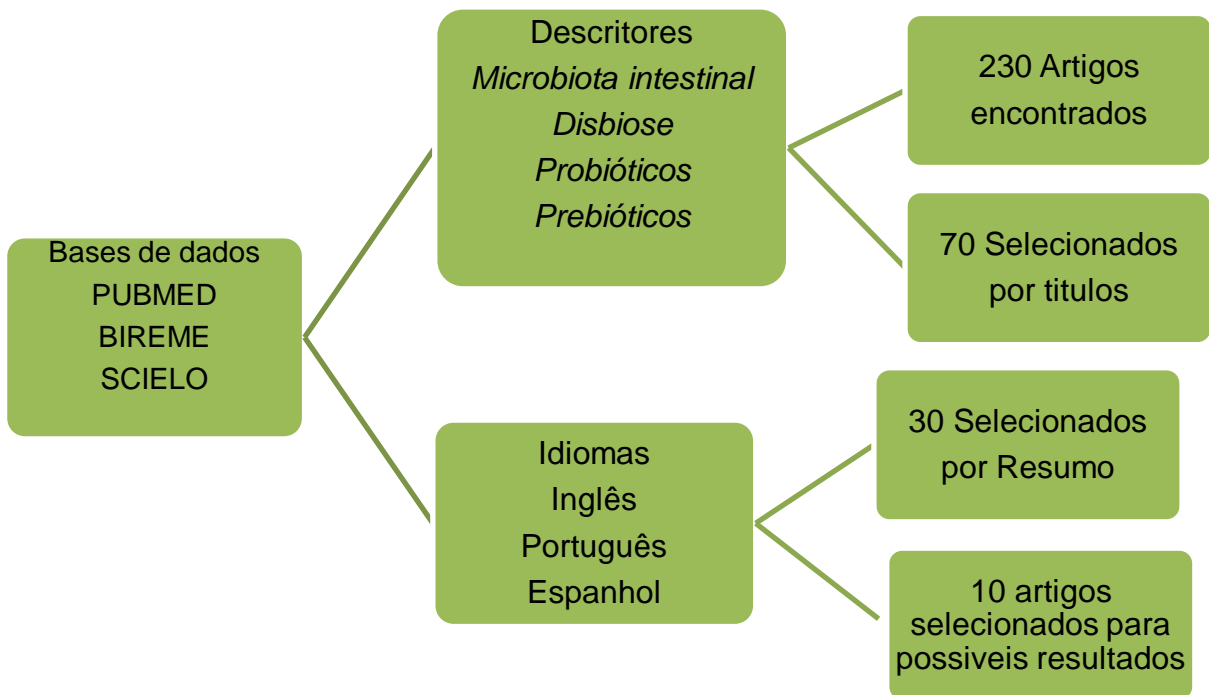 Bases de dados
PUBMED
BIREME
SCIELO
Descritores
Microbiota intestinal
Disbiose
Probióticos
Prebióticos
230 Artigos
encontrados
70 Selecionados
por titulos
Idiomas
Inglês
Português
Espanhol
30 Selecionados
por Resumo
10 artigos
selecionados para
possiveis resultados